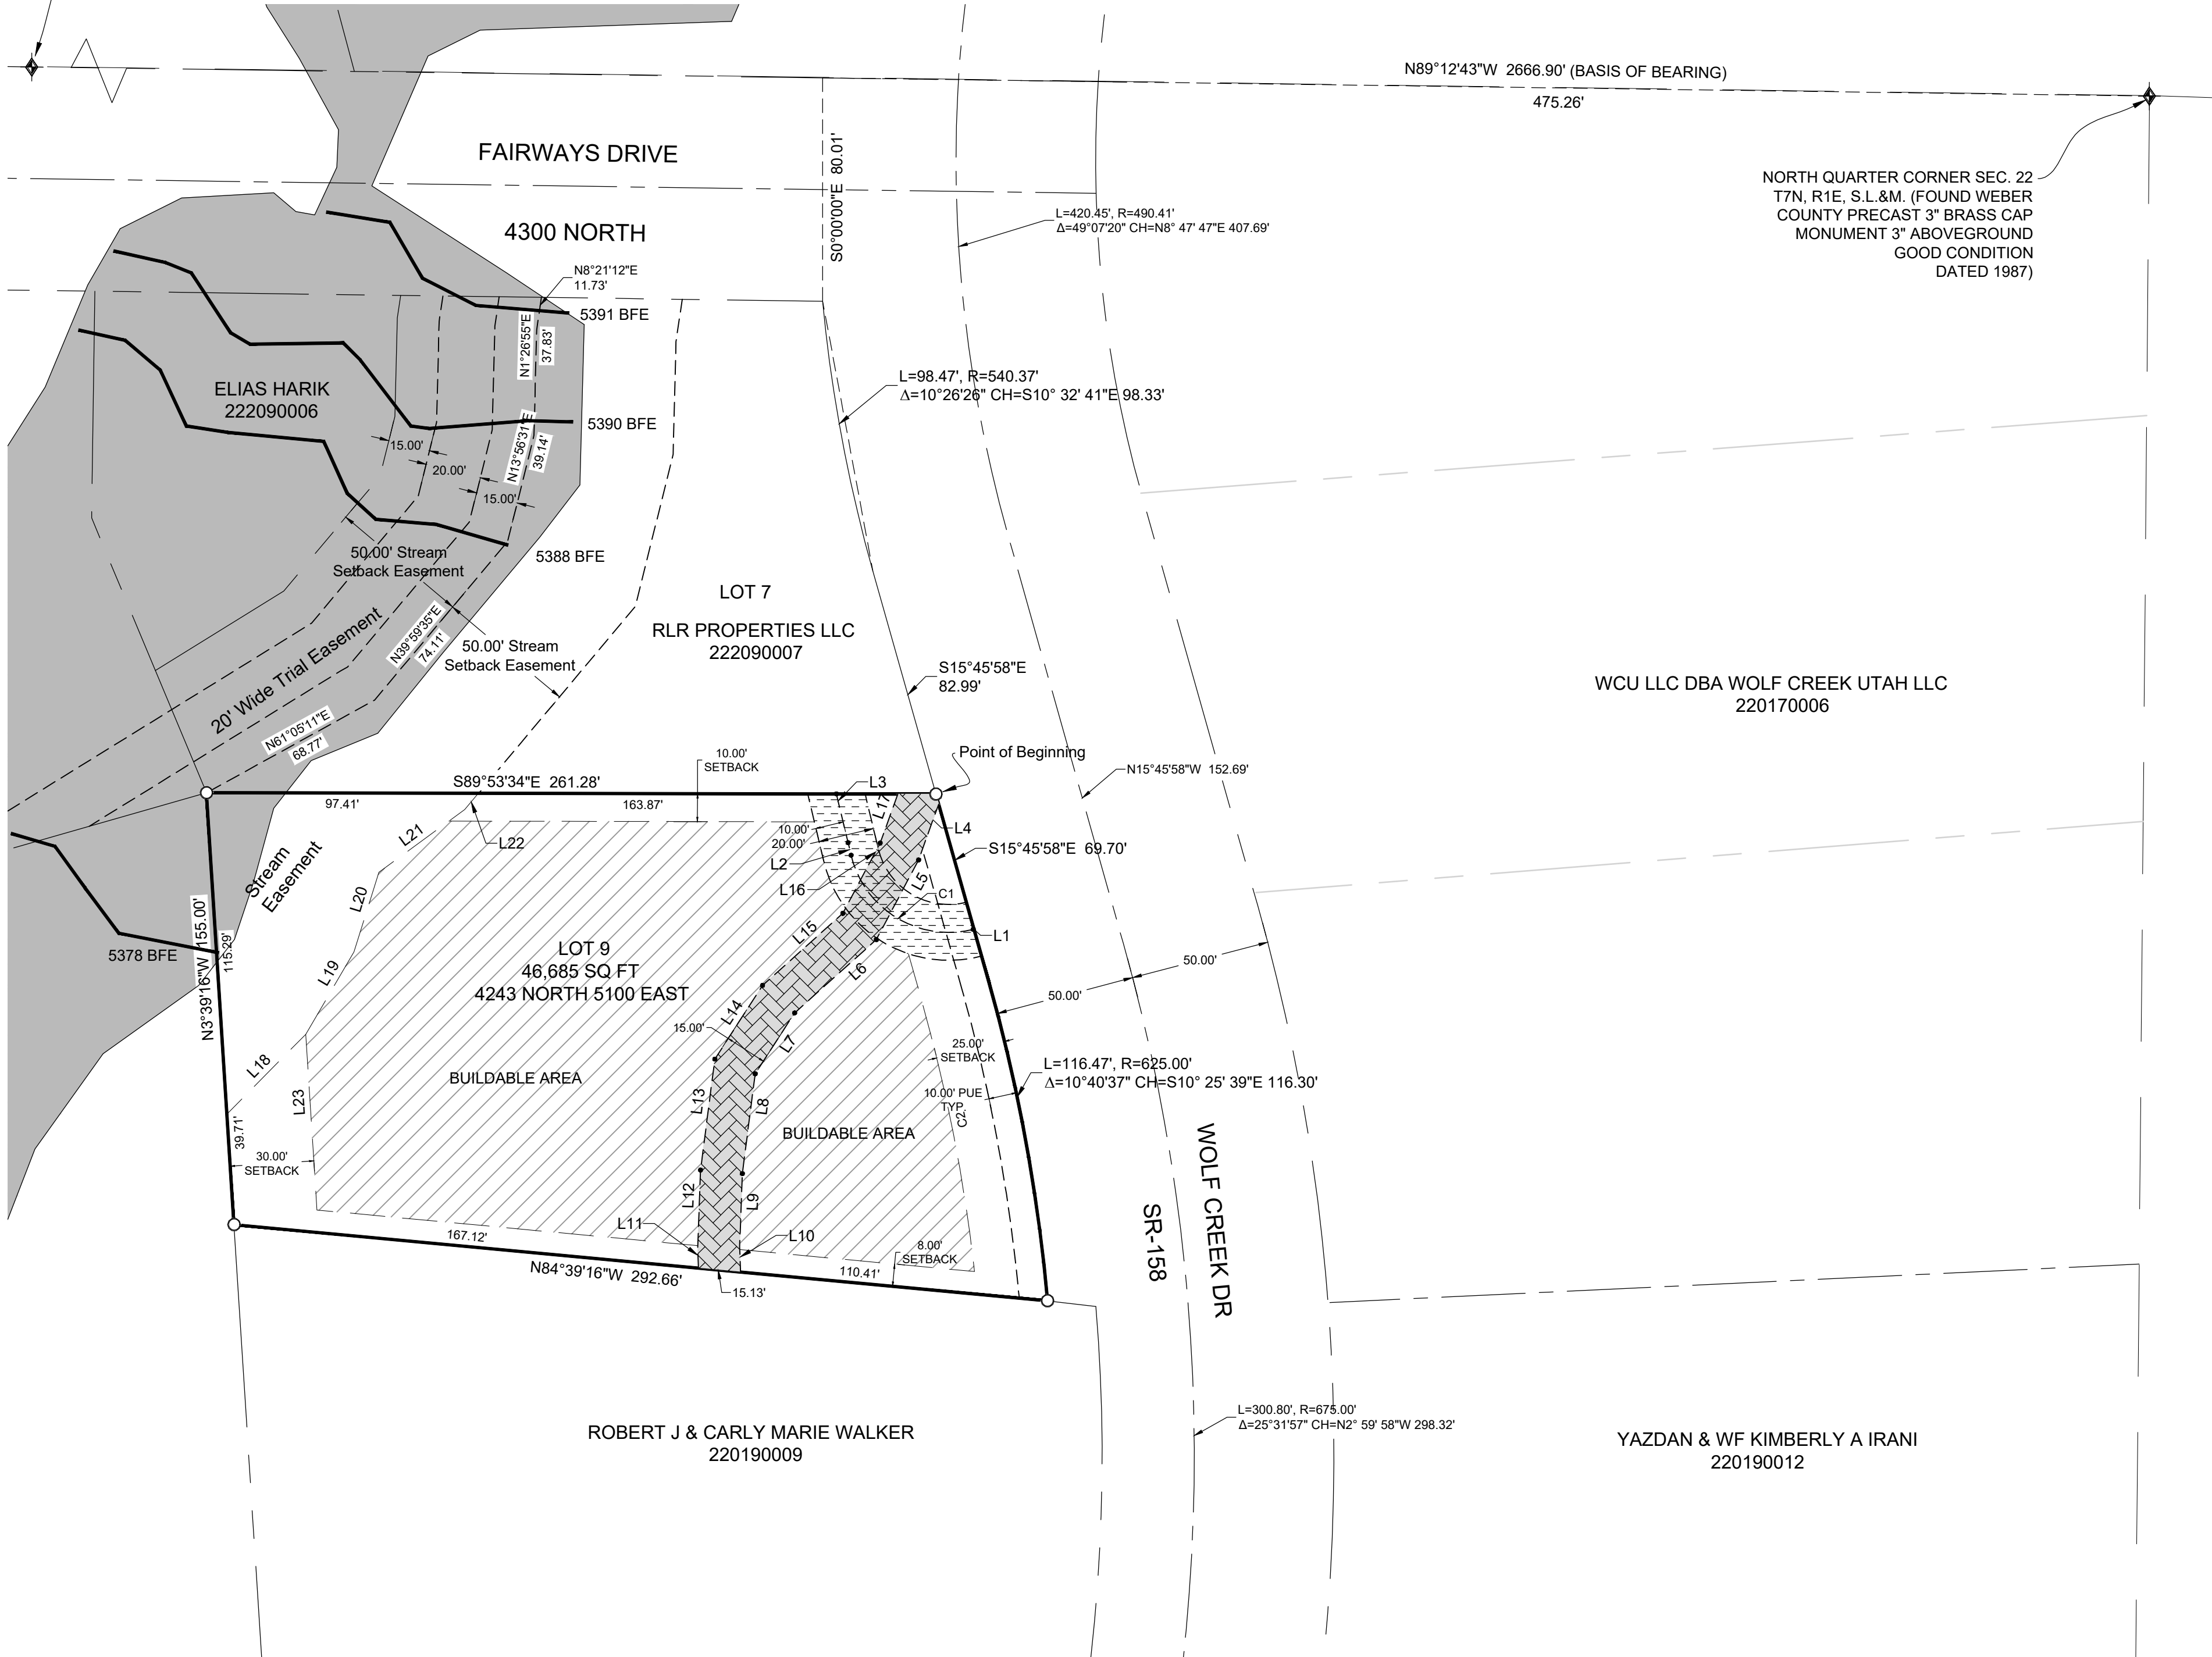 N89°12'43"W 2666.90' (BASIS OF BEARING)
475.26'
NORTH QUARTER CORNER SEC. 22
T7N, R1E, S.L.&M. (FOUND WEBER
COUNTY PRECAST 3" BRASS CAP
MONUMENT 3" ABOVEGROUND
GOOD CONDITION
DATED 1987)
FAIRWAYS DRIVE
4300 NORTH
S0°00'00"E 80.01'
L=420.45', R=490.41'
Δ=49°07'20" CH=N8° 47' 47"E 407.69'
N8°21'12"E
11.73'
5391 BFE
N1°26'55"E
37.83'
L=98.47', R=540.37'
Δ=10°26'26" CH=S10° 32' 41"E 98.33'
ELIAS HARIK
222090006
5390 BFE
N13°56'31"E
39.14'
15.00'
20.00'
15.00'
50.00' Stream
Setback Easement
5388 BFE
LOT 7
RLR PROPERTIES LLC
222090007
N39°59'35"E
74.11'
50.00' Stream
Setback Easement
20' Wide Trial Easement
N61°05'11"E
68.77'
S15°45'58"E
82.99'
WCU LLC DBA WOLF CREEK UTAH LLC
220170006
Point of Beginning
N15°45'58"W 152.69'
10.00'
SETBACK
S89°53'34"E 261.28'
97.41'
163.87'
L3
L17
L4
L21
L22
10.00'
20.00'
L2
L16
L5
C1
S15°45'58"E 69.70'
Stream
Easement
L20
L15
L1
N3°39'16"W 155.00'
115.29'
5378 BFE
L19
LOT 9
46,685 SQ FT
4243 NORTH 5100 EAST
L6
50.00'
50.00'
L14
15.00'
L7
25.00'
SETBACK
L18
BUILDABLE AREA
L=116.47', R=625.00'
Δ=10°40'37" CH=S10° 25' 39"E 116.30'
L23
L13
L8
10.00' PUE
TYP.
C2
39.71'
BUILDABLE AREA
30.00'
SETBACK
L12
L9
L11
L10
167.12'
8.00'
SETBACK
N84°39'16"W 292.66'
15.13'
110.41'
WOLF CREEK DR
SR-158
ROBERT J & CARLY MARIE WALKER
220190009
L=300.80', R=675.00'
Δ=25°31'57" CH=N2° 59' 58"W 298.32'
YAZDAN & WF KIMBERLY A IRANI
220190012